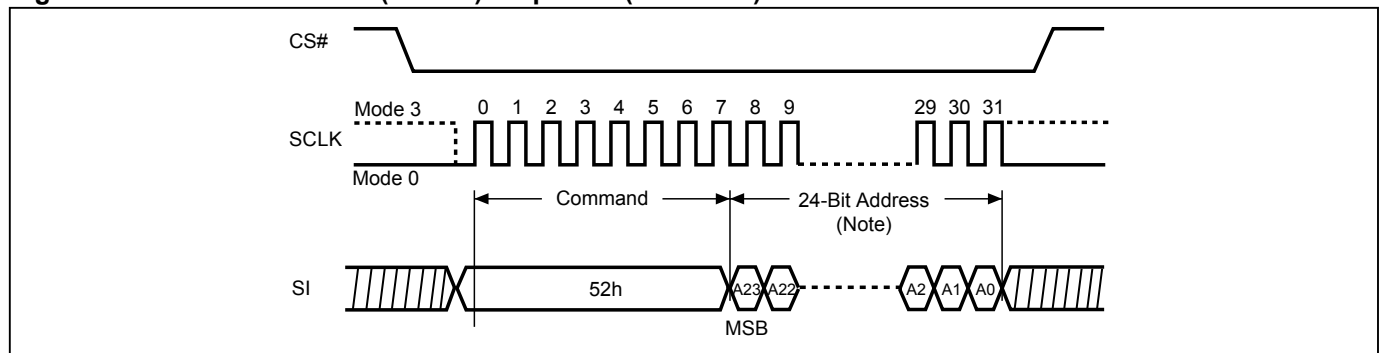 CS#
Mode 3 0 1 2 3 4 5 6 7 8 9 29 30 31
SCLK
Mode 0
Command 24-Bit Address
(Note)
SI 52h A23 A22 A2 A1 A0
MSB